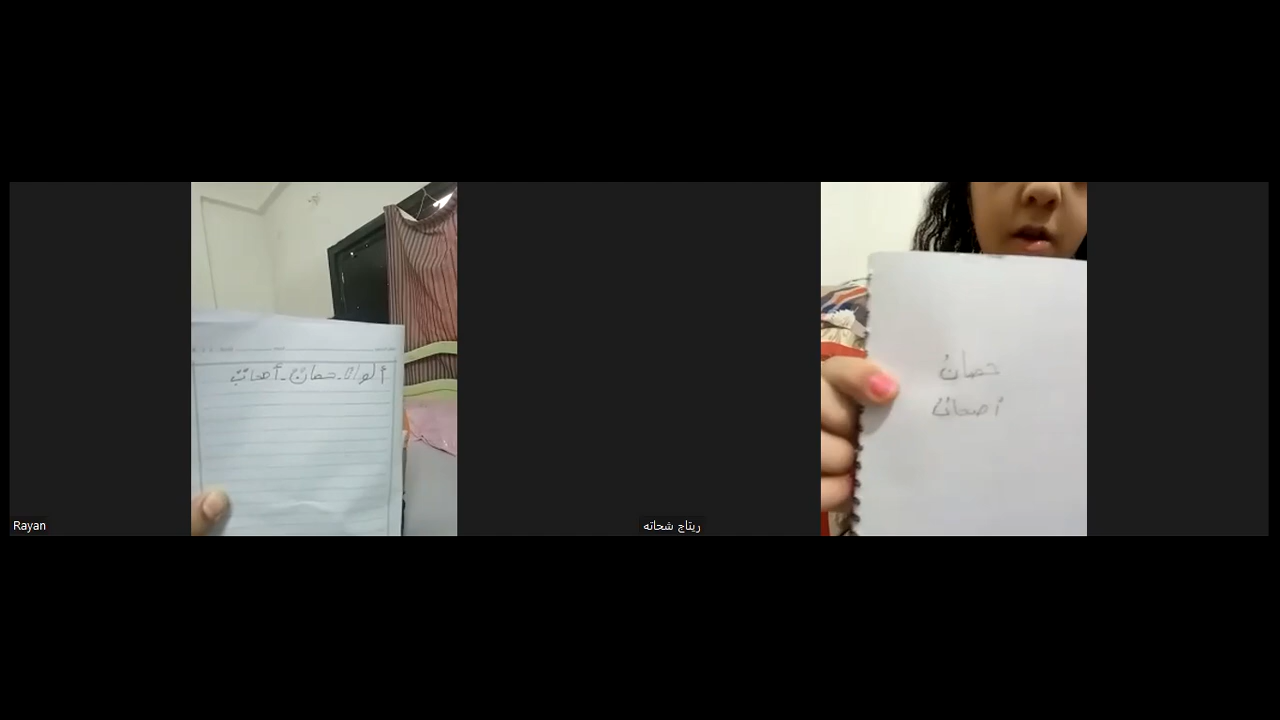 ألوان - حصانٌ - أصحابٌ
Rayan
حصانٌ
أصحابٌ
ريتاج شحاته